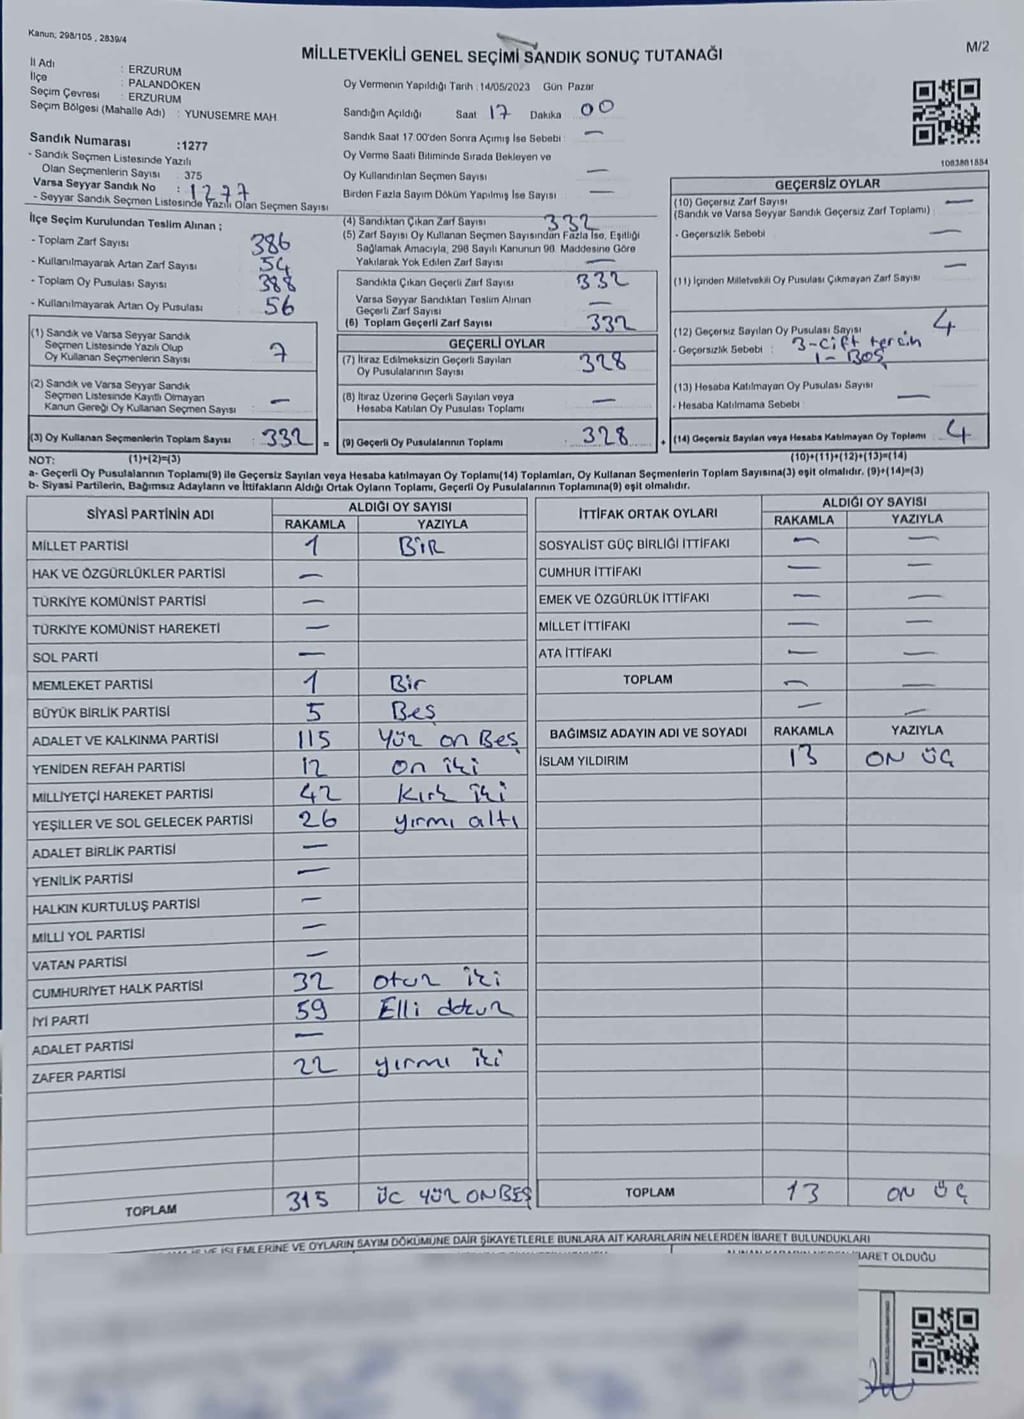 Kanun, 298/105 , 2839/4
M/2
MİLLETVEKİLİ GENEL SEÇİMİ SANDIK SONUÇ TUTANAĞI
İl Adı : ERZURUM
İlçe : PALANDÖKEN
Seçim Çevresi : ERZURUM
Seçim Bölgesi (Mahalle Adı) : YUNUSEMRE MAH.
Sandık Numarası :1277
- Sandık Seçmen Listesinde Yazılı
Olan Seçmenlerin Sayısı : 375
Varsa Seyyar Sandık No : 1277
- Seyyar Sandık Seçmen Listesinde Yazılı Olan Seçmen Sayısı
Oy Vermenin Yapıldığı Tarih : 14/05/2023 Gün Pazar
Sandığın Açıldığı Saat 17 Dakika 00
Sandık Saat 17:00'den Sonra Açımış İse Sebebi —
Oy Verme Saati Bitiminde Sırada Bekleyen ve
Oy Kullandırılan Seçmen Sayısı —
Birden Fazla Sayım Döküm Yapılmış İse Sayısı —
1083861884
İlçe Seçim Kurulundan Teslim Alınan ;
- Toplam Zarf Sayısı 386
- Kullanılmayarak Artan Zarf Sayısı 54
- Toplam Oy Pusulası Sayısı 388
- Kullanılmayarak Artan Oy Pusulası 56
(1) Sandık ve Varsa Seyyar Sandık
Seçmen Listesinde Yazılı Olup
Oy Kullanan Seçmenlerin Sayısı 7
(2) Sandık ve Varsa Seyyar Sandık
Seçmen Listesinde Kayıtlı Olmayan
Kanun Gereği Oy Kullanan Seçmen Sayısı —
(3) Oy Kullanan Seçmenlerin Toplam Sayısı : 332 =
(4) Sandıktan Çıkan Zarf Sayısı 332
(5) Zarf Sayısı Oy Kullanan Seçmen Sayısından Fazla İse, Eşitliği
Sağlamak Amacıyla, 298 Sayılı Kanunun 98. Maddesine Göre
Yakılarak Yok Edilen Zarf Sayısı —
Sandıkta Çıkan Geçerli Zarf Sayısı 332
Varsa Seyyar Sandıktan Teslim Alınan
Geçerli Zarf Sayısı —
(6) Toplam Geçerli Zarf Sayısı 332
GEÇERLİ OYLAR
(7) İtiraz Edilmeksizin Geçerli Sayılan
Oy Pusulalarının Sayısı 328
(8) İtiraz Üzerine Geçerli Sayılan veya
Hesaba Katılan Oy Pusulası Toplamı —
(9) Geçerli Oy Pusulalarının Toplamı 328 +
GEÇERSİZ OYLAR
(10) Geçersiz Zarf Sayısı —
(Sandık ve Varsa Seyyar Sandık Geçersiz Zarf Toplamı)
- Geçersizlik Sebebi : —
(11) İçinden Milletvekili Oy Pusulası Çıkmayan Zarf Sayısı —
(12) Geçersiz Sayılan Oy Pusulası Sayısı 4
- Geçersizlik Sebebi : 3-çift tercih
1- Boş
(13) Hesaba Katılmayan Oy Pusulası Sayısı
- Hesaba Katılmama Sebebi : —
(14) Geçersiz Sayılan veya Hesaba Katılmayan Oy Toplamı 4
NOT: (1)+(2)=(3)
(10)+(11)+(12)+(13)=(14)
a- Geçerli Oy Pusulalarının Toplamı(9) ile Geçersiz Sayılan veya Hesaba katılmayan Oy Toplamı(14) Toplamları, Oy Kullanan Seçmenlerin Toplam Sayısına(3) eşit olmalıdır. (9)+(14)=(3)
b- Siyasi Partilerin, Bağımsız Adayların ve İttifakların Aldığı Ortak Oyların Toplamı, Geçerli Oy Pusulalarının Toplamına(9) eşit olmalıdır.
SİYASİ PARTİNİN ADI ALDIĞI OY SAYISI
RAKAMLA YAZIYLA
MİLLET PARTİSİ 1 BİR
HAK VE ÖZGÜRLÜKLER PARTİSİ —
TÜRKİYE KOMÜNİST PARTİSİ —
TÜRKİYE KOMÜNİST HAREKETİ —
SOL PARTİ —
MEMLEKET PARTİSİ 1 Bir
BÜYÜK BİRLİK PARTİSİ 5 Beş
ADALET VE KALKINMA PARTİSİ 115 Yüz on Beş
YENİDEN REFAH PARTİSİ 12 On iki
MİLLİYETÇİ HAREKET PARTİSİ 42 Kırk iki
YEŞİLLER VE SOL GELECEK PARTİSİ 26 yırmı altı
ADALET BİRLİK PARTİSİ —
YENİLİK PARTİSİ —
HALKIN KURTULUŞ PARTİSİ —
MİLLİ YOL PARTİSİ —
VATAN PARTİSİ —
CUMHURİYET HALK PARTİSİ 32 Otuz iki
İYİ PARTİ 59 Elli dokuz
ADALET PARTİSİ —
ZAFER PARTİSİ 22 yırmı iki
TOPLAM 315 ÜC YÜZ ONBEŞ
İTTİFAK ORTAK OYLARI ALDIĞI OY SAYISI
RAKAMLA YAZIYLA
SOSYALİST GÜÇ BİRLİĞİ İTTİFAKI — —
CUMHUR İTTİFAKI — —
EMEK VE ÖZGÜRLÜK İTTİFAKI — —
MİLLET İTTİFAKI — —
ATA İTTİFAKI — —
TOPLAM — —
— —
BAĞIMSIZ ADAYIN ADI VE SOYADI RAKAMLA YAZIYLA
İSLAM YILDIRIM 13 ON ÜÇ
TOPLAM 13 ON ÜÇ
İŞLEMLERİNE VE OYLARIN SAYIM DÖKÜMÜNE DAİR ŞİKAYETLERLE BUNLARA AİT KARARLARIN NELERDEN İBARET BULUNDUKLARI
İBARET OLDUĞU